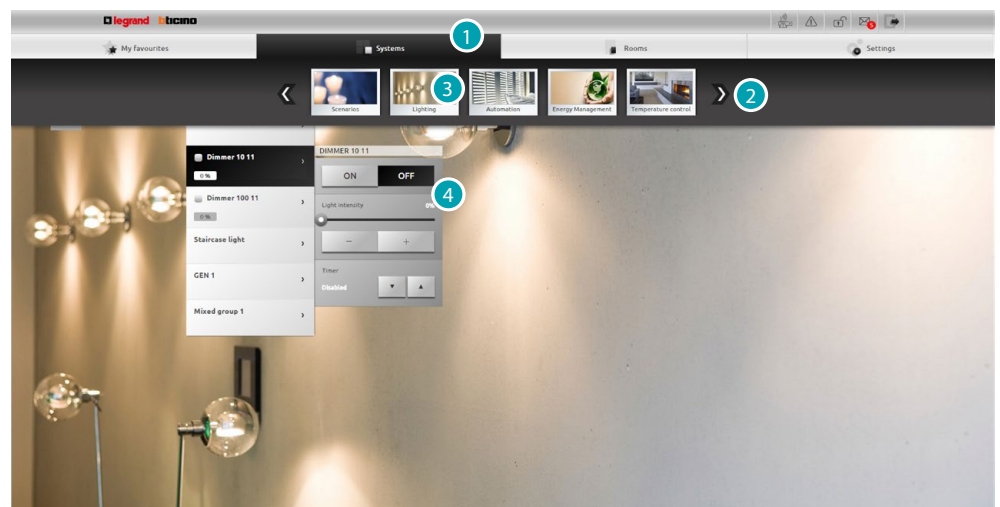 legrand bticino
5
My favourites
Systems
1
Rooms
Settings
Scenarios
Lighting
3
Automation
Energy Management
Temperature control
2
Dimmer 10 11
0 %
Dimmer 100 11
0 %
Staircase light
GEN 1
Mixed group 1
DIMMER 10 11
ON
OFF
4
Light intensity
0%
−
+
Timer
Disabled